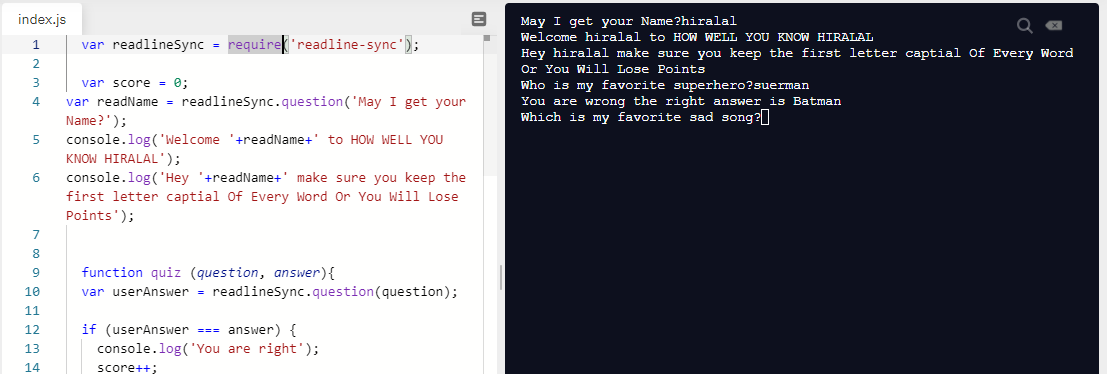 index.js
1 var readlineSync = require('readline-sync');
2
3 var score = 0;
4 var readName = readlineSync.question('May I get your
Name?');
5 console.log('Welcome '+readName+' to HOW WELL YOU
KNOW HIRALAL');
6 console.log('Hey '+readName+' make sure you keep the
first letter captial Of Every Word Or You Will Lose
Points');
7
8
9 function quiz (question, answer){
10 var userAnswer = readlineSync.question(question);
11
12 if (userAnswer === answer) {
13 console.log('You are right');
14 score++;
May I get your Name?hiralal
Welcome hiralal to HOW WELL YOU KNOW HIRALAL
Hey hiralal make sure you keep the first letter captial Of Every Word
Or You Will Lose Points
Who is my favorite superhero?suerman
You are wrong the right answer is Batman
Which is my favorite sad song?